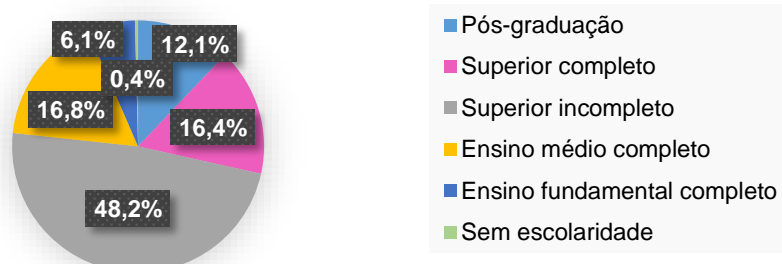 6,1%
12,1%
0,4%
16,8%
16,4%
48,2%
Pós-graduação
Superior completo
Superior incompleto
Ensino médio completo
Ensino fundamental completo
Sem escolaridade